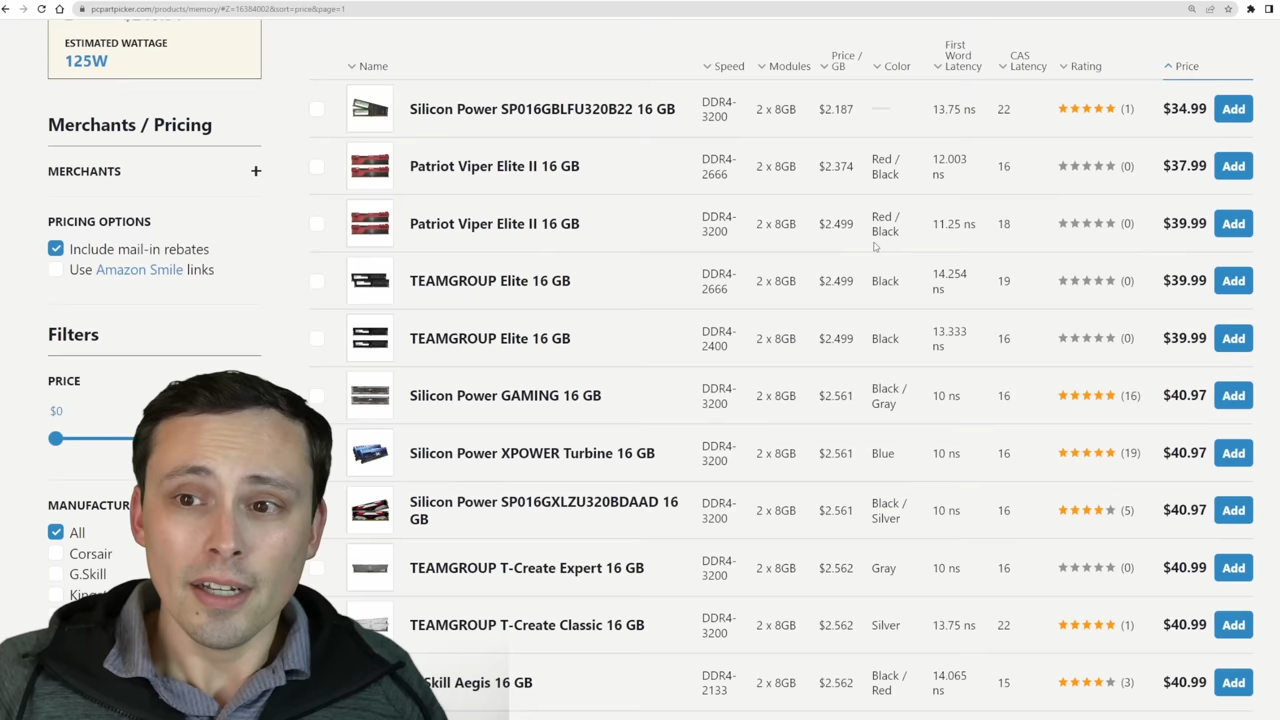 pcpartpicker.com/products/memory/#Z=16384002&sort=price&page=1
ESTIMATED WATTAGE
125W
Merchants / Pricing
MERCHANTS +
PRICING OPTIONS
Include mail-in rebates
Use Amazon Smile links
Filters
PRICE
$0
All
Corsair
G.Skill
Name Speed Modules Price / GB Color First Word Latency CAS Latency Rating Price
Silicon Power SP016GBLFU320B22 16 GB DDR4-3200 2 x 8GB $2.187 13.75 ns 22 (1) $34.99 Add
Patriot Viper Elite II 16 GB DDR4-2666 2 x 8GB $2.374 Red / Black 12.003 ns 16 (0) $37.99 Add
Patriot Viper Elite II 16 GB DDR4-3200 2 x 8GB $2.499 Red / Black 11.25 ns 18 (0) $39.99 Add
TEAMGROUP Elite 16 GB DDR4-2666 2 x 8GB $2.499 Black 14.254 ns 19 (0) $39.99 Add
TEAMGROUP Elite 16 GB DDR4-2400 2 x 8GB $2.499 Black 13.333 ns 16 (0) $39.99 Add
Silicon Power GAMING 16 GB DDR4-3200 2 x 8GB $2.561 Black / Gray 10 ns 16 (16) $40.97 Add
Silicon Power XPOWER Turbine 16 GB DDR4-3200 2 x 8GB $2.561 Blue 10 ns 16 (19) $40.97 Add
Silicon Power SP016GXLZU320BDAAD 16 GB DDR4-3200 2 x 8GB $2.561 Black / Silver 10 ns 16 (5) $40.97 Add
TEAMGROUP T-Create Expert 16 GB DDR4-3200 2 x 8GB $2.562 Gray 10 ns 16 (0) $40.99 Add
TEAMGROUP T-Create Classic 16 GB DDR4-3200 2 x 8GB $2.562 Silver 13.75 ns 22 (1) $40.99 Add
Skill Aegis 16 GB DDR4-2133 2 x 8GB $2.562 Black / Red 14.065 ns 15 (3) $40.99 Add